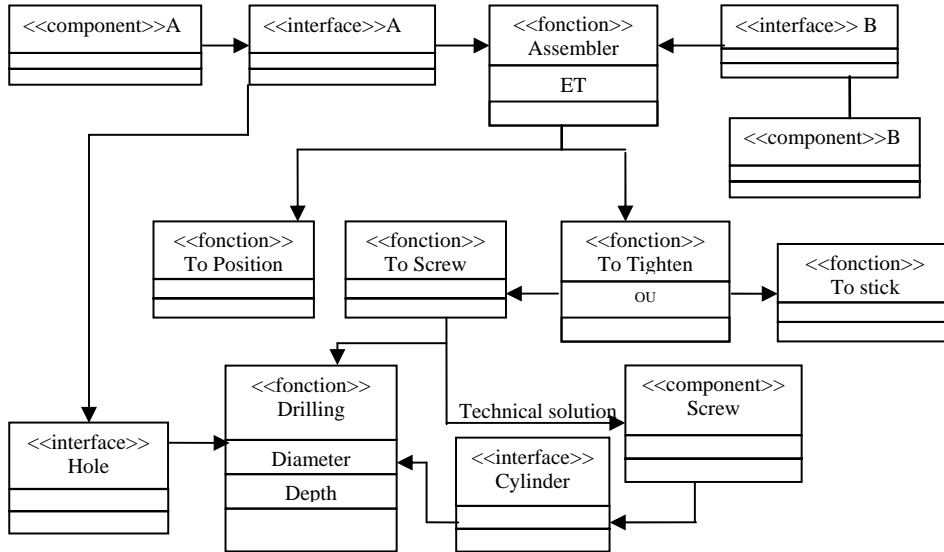 <<component>>A
<<interface>>A
<<fonction>>
Assembler
ET
<<interface>> B
<<component>>B
<<fonction>>
To Position
<<fonction>>
To Screw
<<fonction>>
To Tighten
OU
<<fonction>>
To stick
<<fonction>>
Drilling
Diameter
Depth
Technical solution
<<component>>
Screw
<<interface>>
Hole
<<interface>>
Cylinder